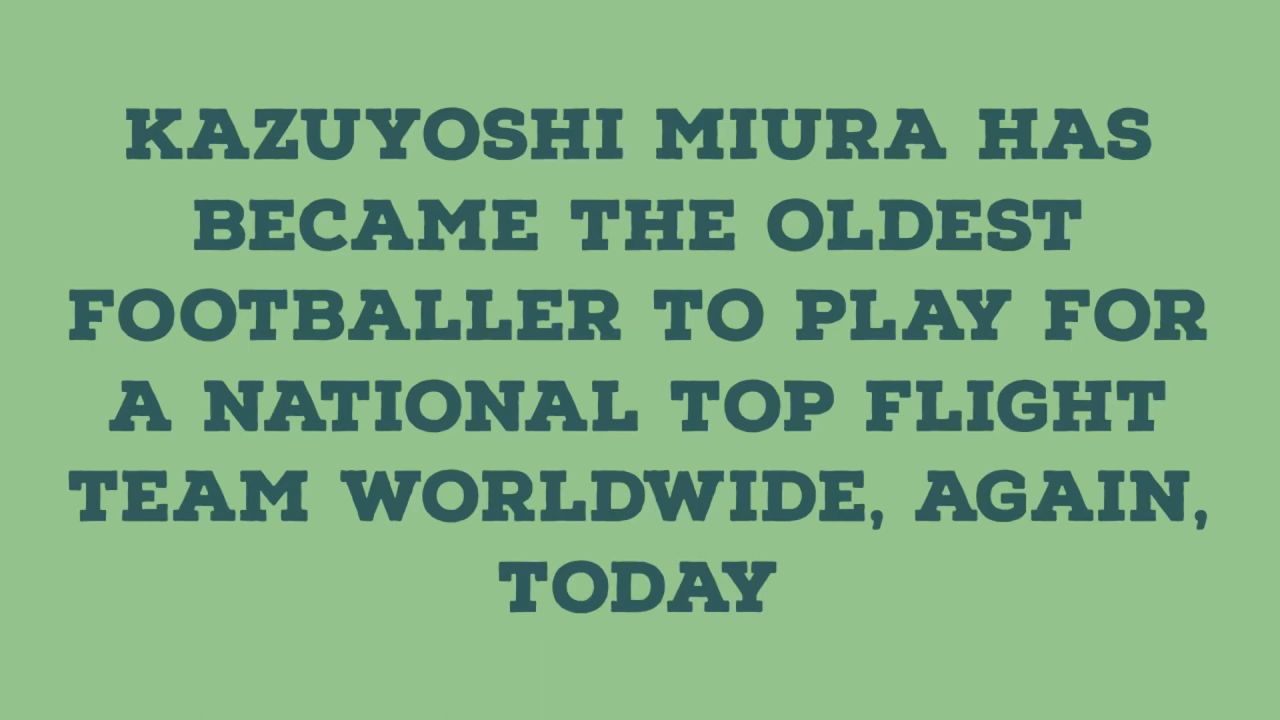 KAZUYOSHI MIURA HAS
BECAME THE OLDEST
FOOTBALLER TO PLAY FOR
A NATIONAL TOP FLIGHT
TEAM WORLDWIDE, AGAIN,
TODAY